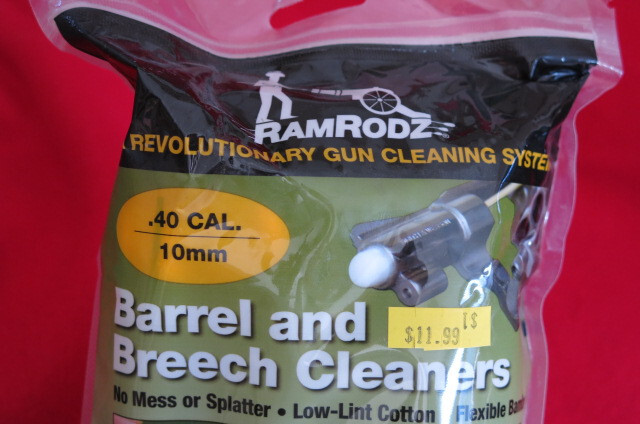 RAMRODZ
A REVOLUTIONARY GUN CLEANING SYSTEM
.40 CAL.
10mm
Barrel and
Breech Cleaners
$11.99
$1
No Mess or Splatter • Low-Lint Cotton • Flexible